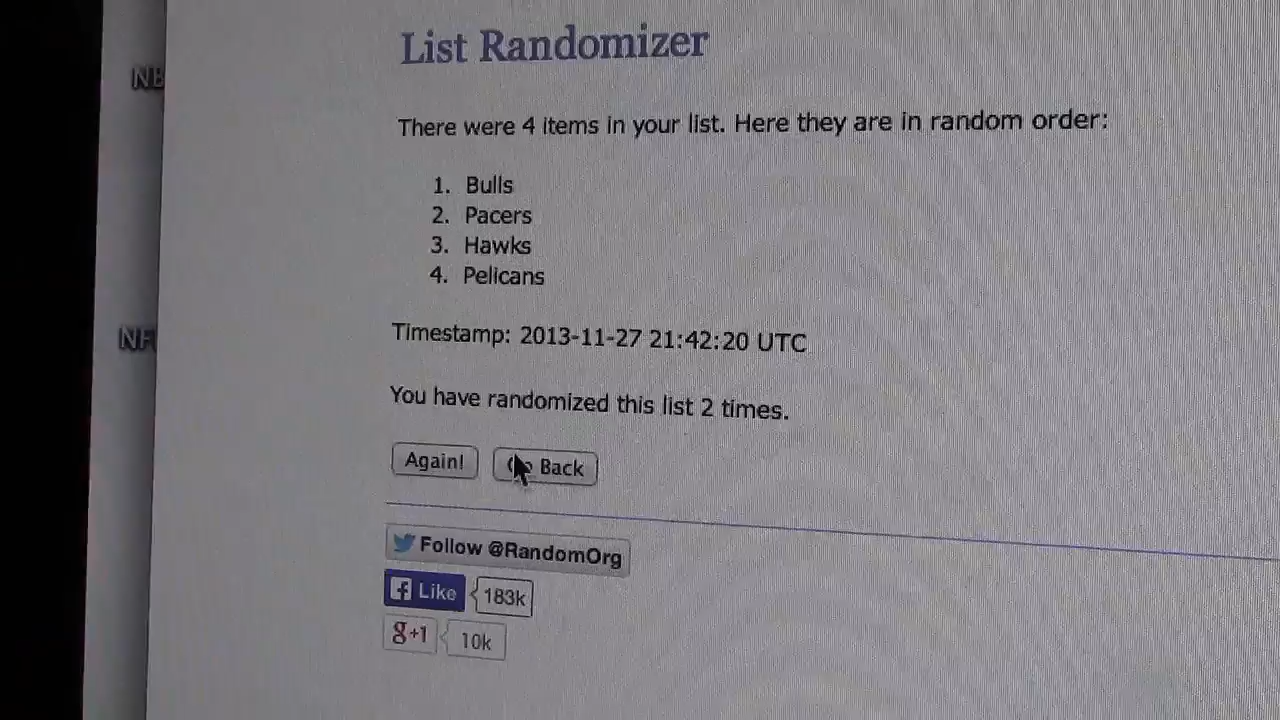 List Randomizer
NB
There were 4 items in your list. Here they are in random order:
1. Bulls
2. Pacers
3. Hawks
4. Pelicans
NF
Timestamp: 2013-11-27 21:42:20 UTC
You have randomized this list 2 times.
Again! Back
Follow @RandomOrg
Like 183k
g+1 10k